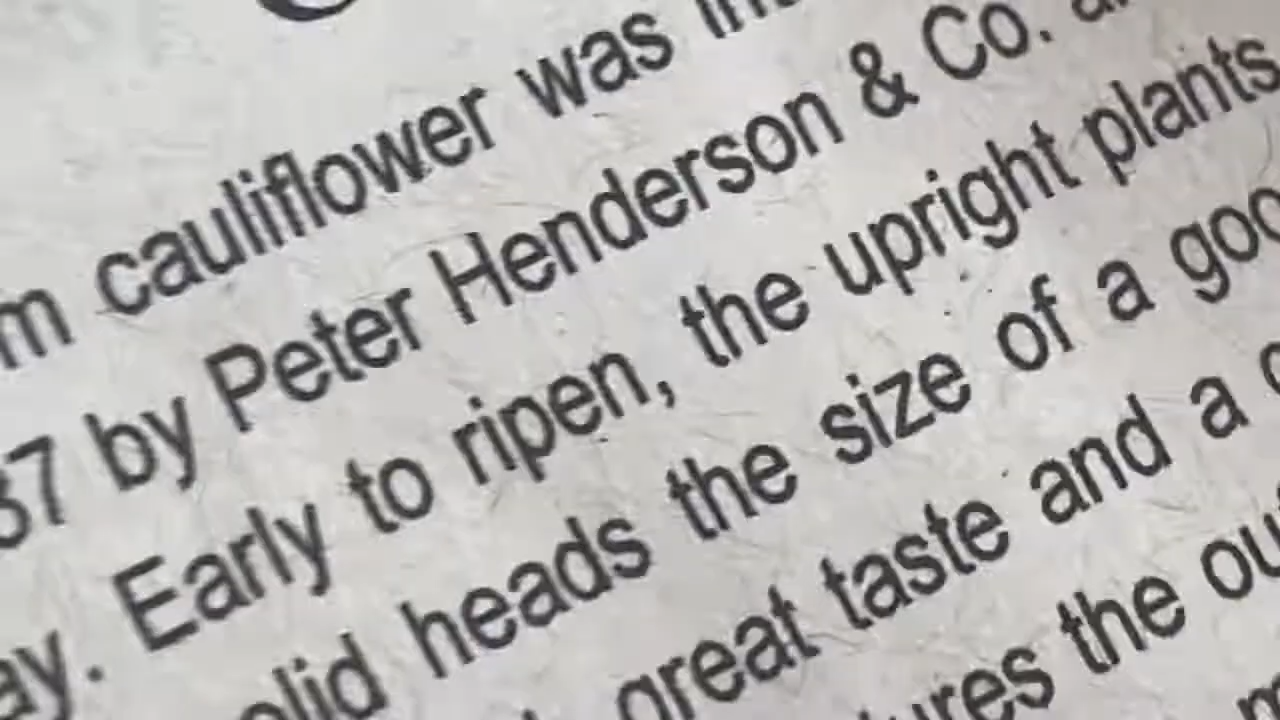 cauliflower was
by Peter Henderson & Co.
Early to ripen, the upright plants
heads the size of a
great taste and a
the